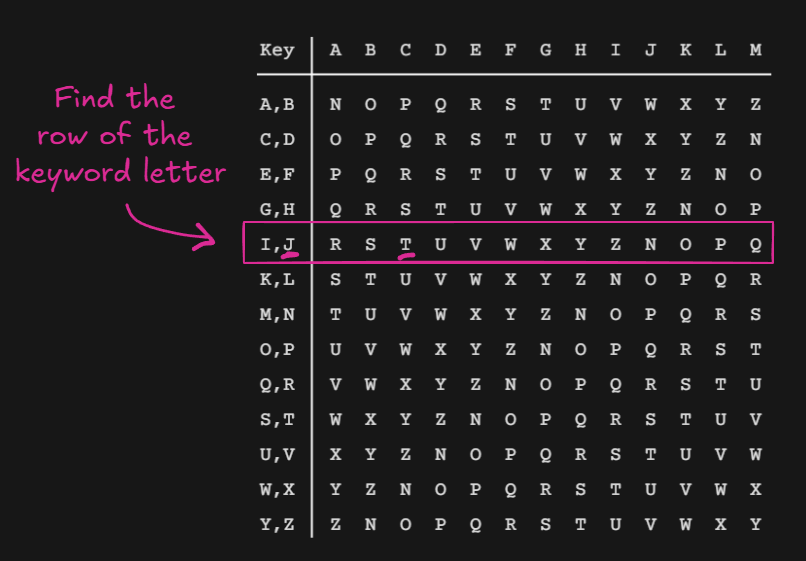 Key A B C D E F G H I J K L M
Find the
row of the
keyword letter
A,B N O P Q R S T U V W X Y Z
C,D O P Q R S T U V W X Y Z N
E,F P Q R S T U V W X Y Z N O
G,H Q R S T U V W X Y Z N O P
I,J R S T U V W X Y Z N O P Q
K,L S T U V W X Y Z N O P Q R
M,N T U V W X Y Z N O P Q R S
O,P U V W X Y Z N O P Q R S T
Q,R V W X Y Z N O P Q R S T U
S,T W X Y Z N O P Q R S T U V
U,V X Y Z N O P Q R S T U V W
W,X Y Z N O P Q R S T U V W X
Y,Z Z N O P Q R S T U V W X Y